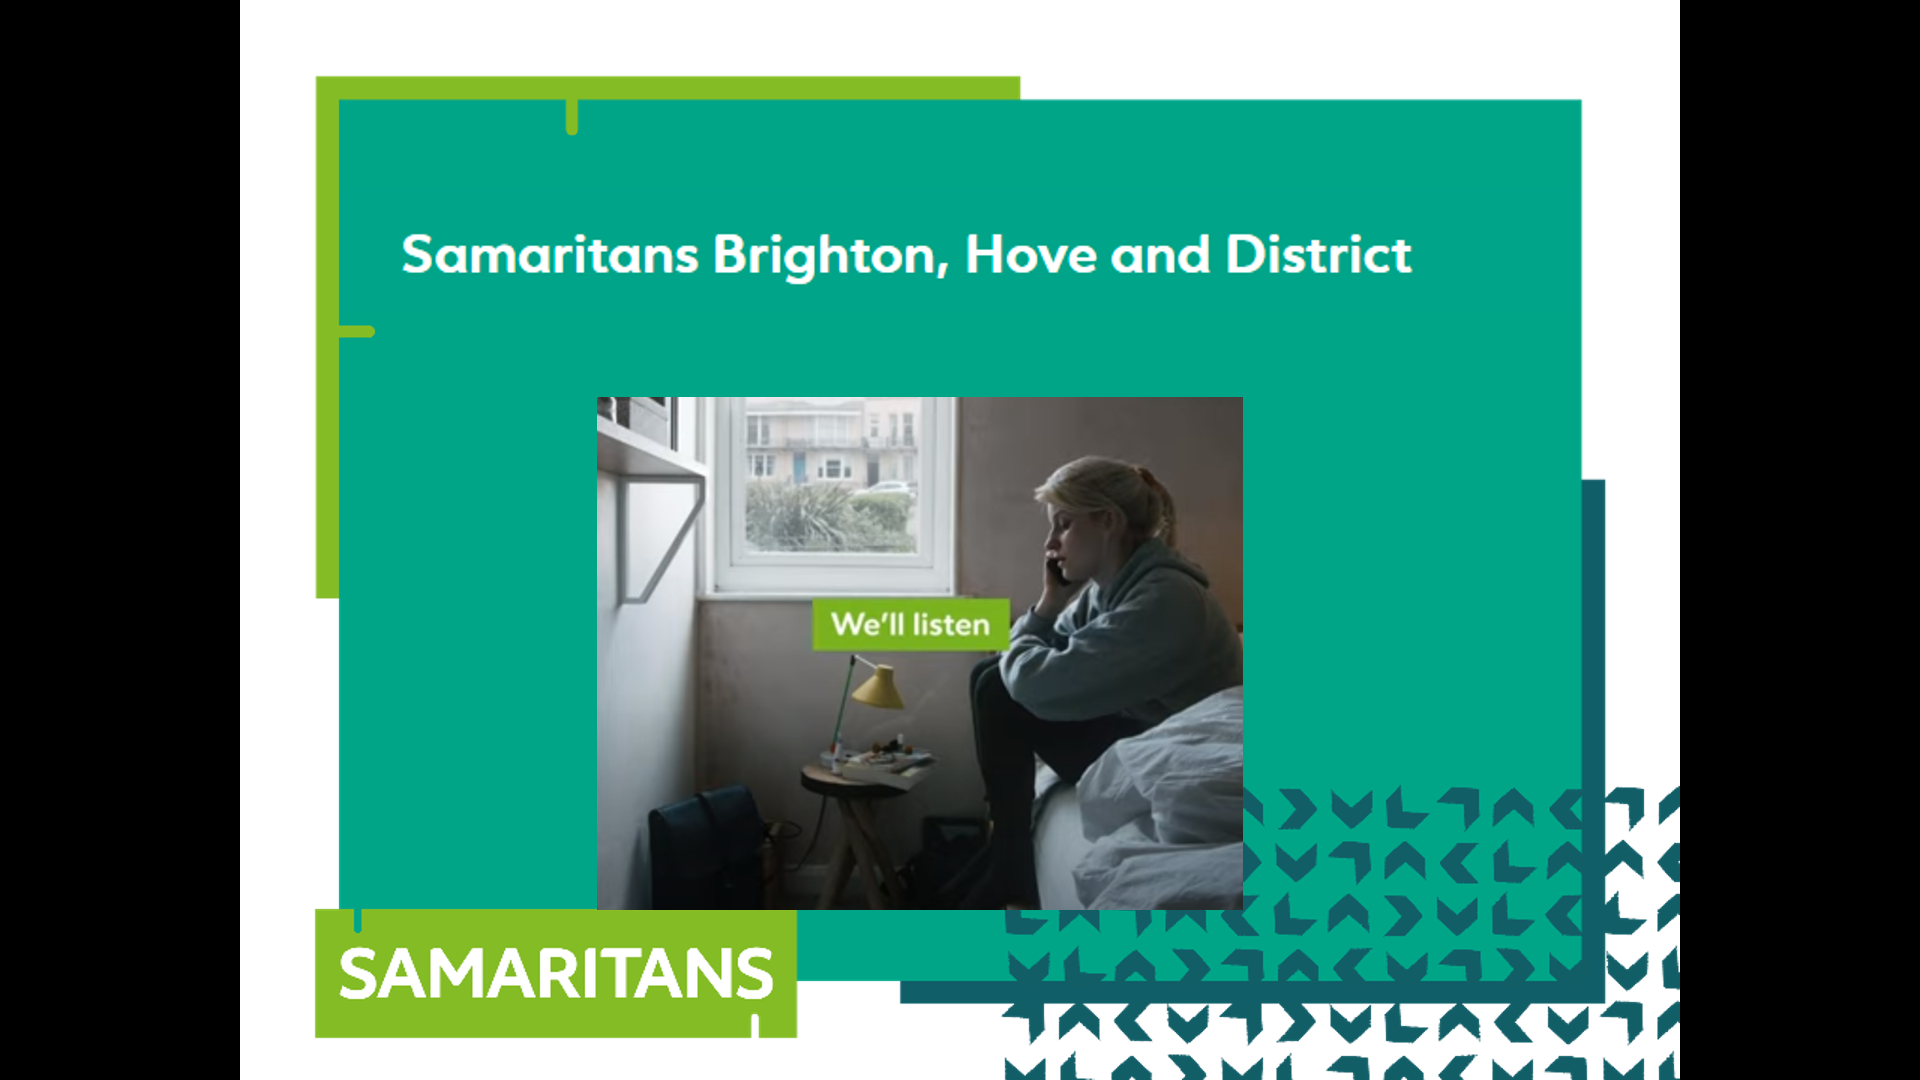 Samaritans Brighton, Hove and District
We'll listen
SAMARITANS